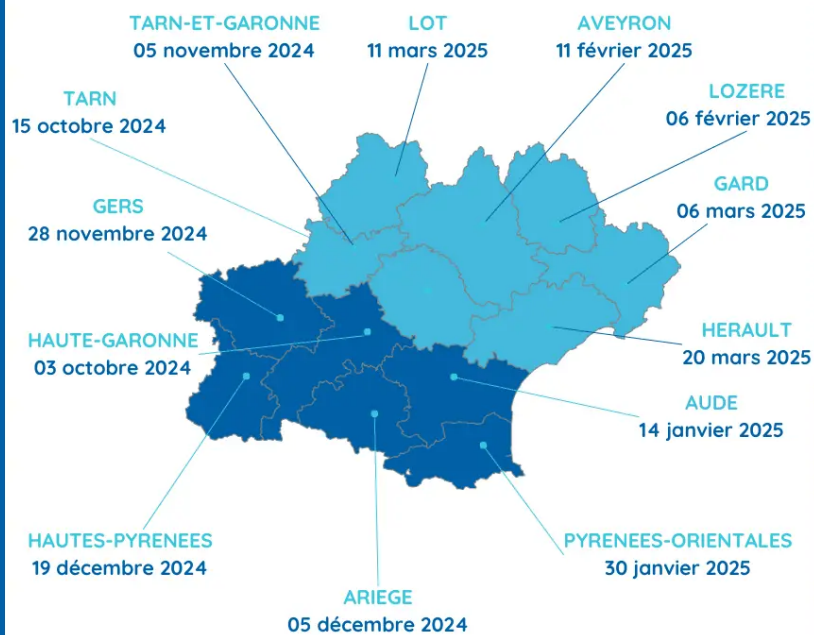 TARN-ET-GARONNE
05 novembre 2024
LOT
11 mars 2025
AVEYRON
11 février 2025
TARN
15 octobre 2024
LOZERE
06 février 2025
GERS
28 novembre 2024
GARD
06 mars 2025
HAUTE-GARONNE
03 octobre 2024
HERAULT
20 mars 2025
AUDE
14 janvier 2025
HAUTES-PYRENEES
19 décembre 2024
PYRENEES-ORIENTALES
30 janvier 2025
ARIEGE
05 décembre 2024